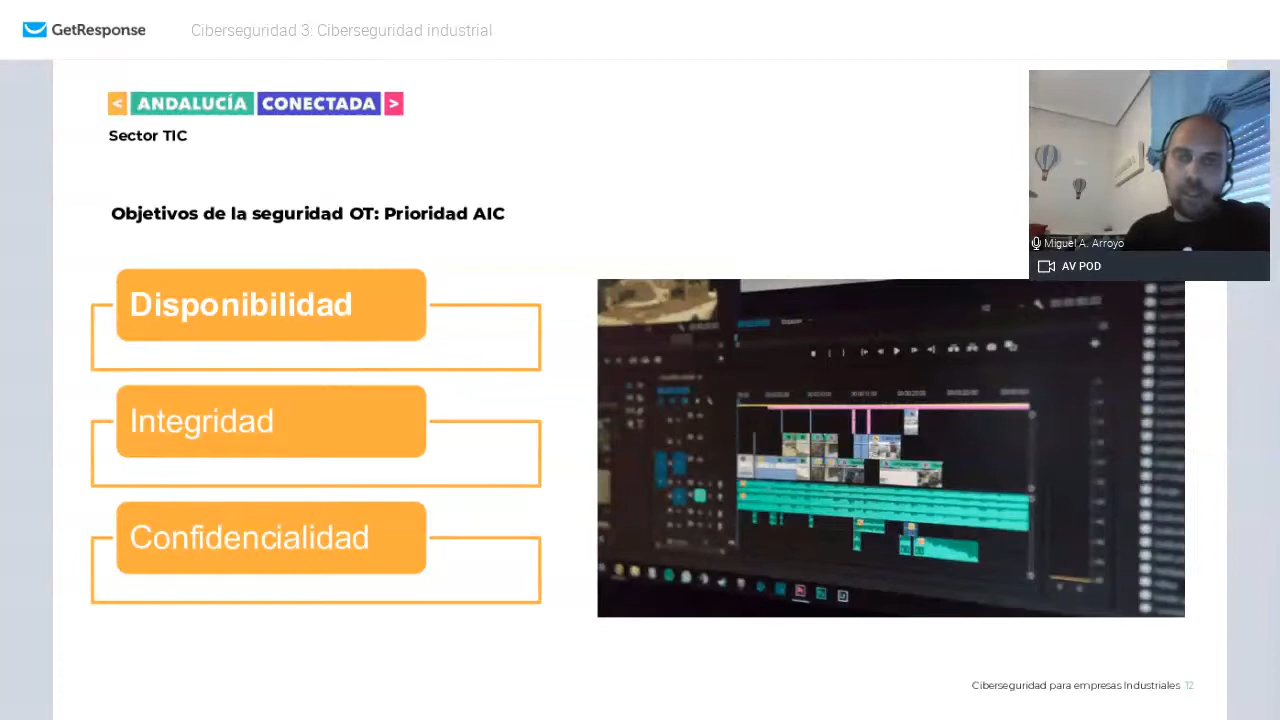 GetResponse
Ciberseguridad 3: Ciberseguridad industrial
< ANDALUCÍA CONECTADA >
Sector TIC
Objetivos de la seguridad OT: Prioridad AIC
Disponibilidad
Integridad
Confidencialidad
Miguel A. Arroyo
AV POD
Ciberseguridad para empresas Industriales 12